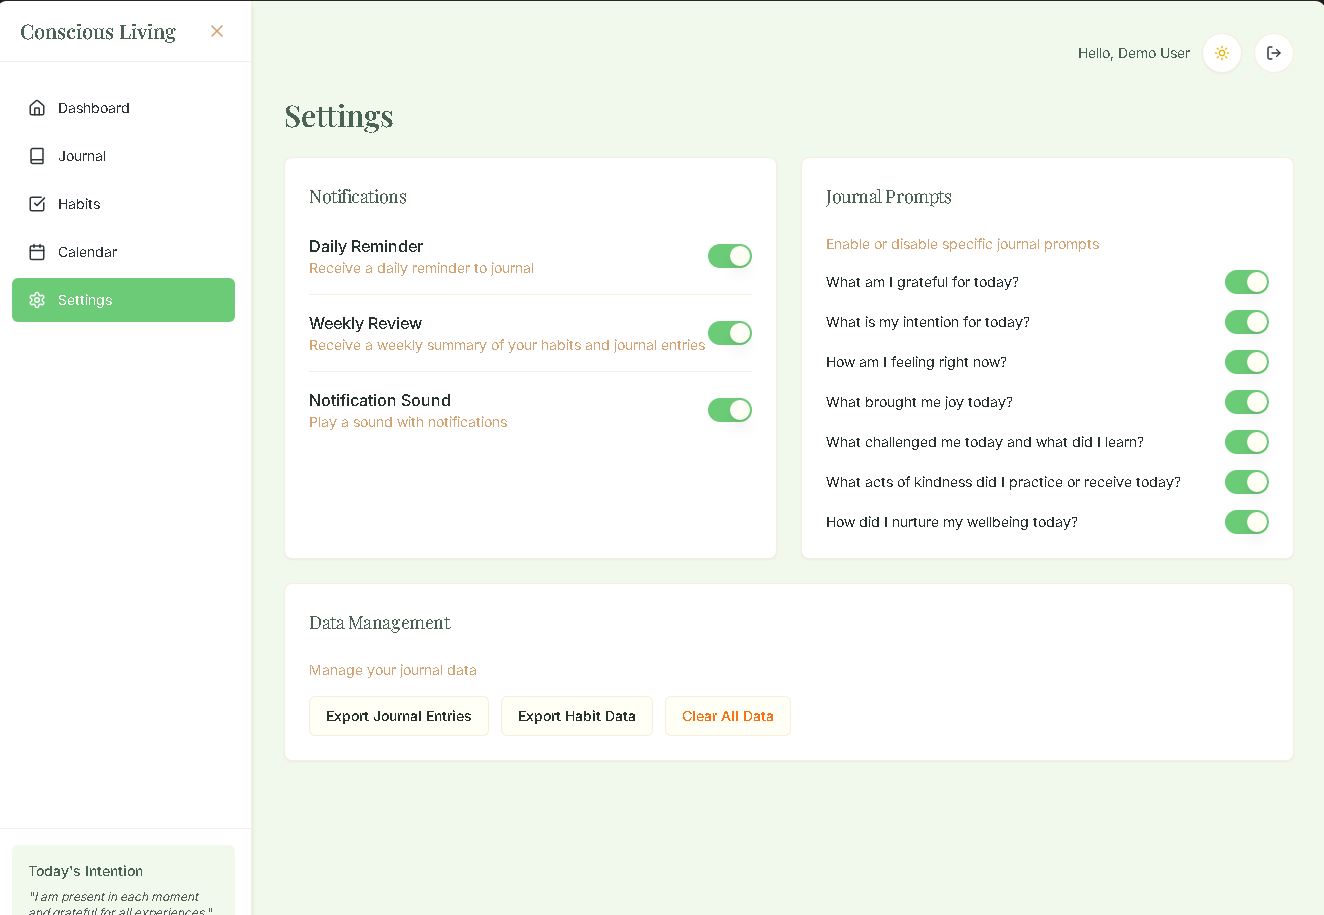 Conscious Living
Dashboard
Journal
Habits
Calendar
Settings
Today's Intention
"I am present in each moment
and grateful for all experiences."
Hello, Demo User
Settings
Notifications
Daily Reminder
Receive a daily reminder to journal
Weekly Review
Receive a weekly summary of your habits and journal entries
Notification Sound
Play a sound with notifications
Journal Prompts
Enable or disable specific journal prompts
What am I grateful for today?
What is my intention for today?
How am I feeling right now?
What brought me joy today?
What challenged me today and what did I learn?
What acts of kindness did I practice or receive today?
How did I nurture my wellbeing today?
Data Management
Manage your journal data
Export Journal Entries
Export Habit Data
Clear All Data